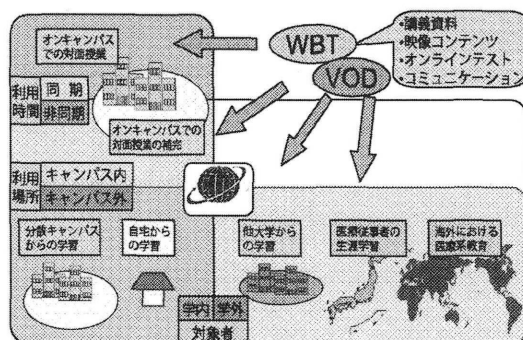 オンキャンパス
での対面授業
WBT
VOD
・講義資料
・映像コンテンツ
・オンラインテスト
・コミュニケーション
利用
時間
同期
非同期
オンキャンパスでの
対面授業の補完
利用
場所
キャンパス内
キャンパス外
分散キャンパス
からの学習
自宅から
の学習
他大学から
の学習
医療従事者の
生涯学習
海外における
医療系教育
学内
学外
対象者